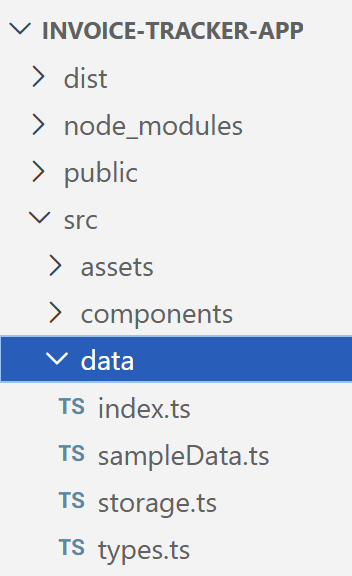 INVOICE-TRACKER-APP
dist
node_modules
public
src
assets
components
data
TS index.ts
TS sampleData.ts
TS storage.ts
TS types.ts